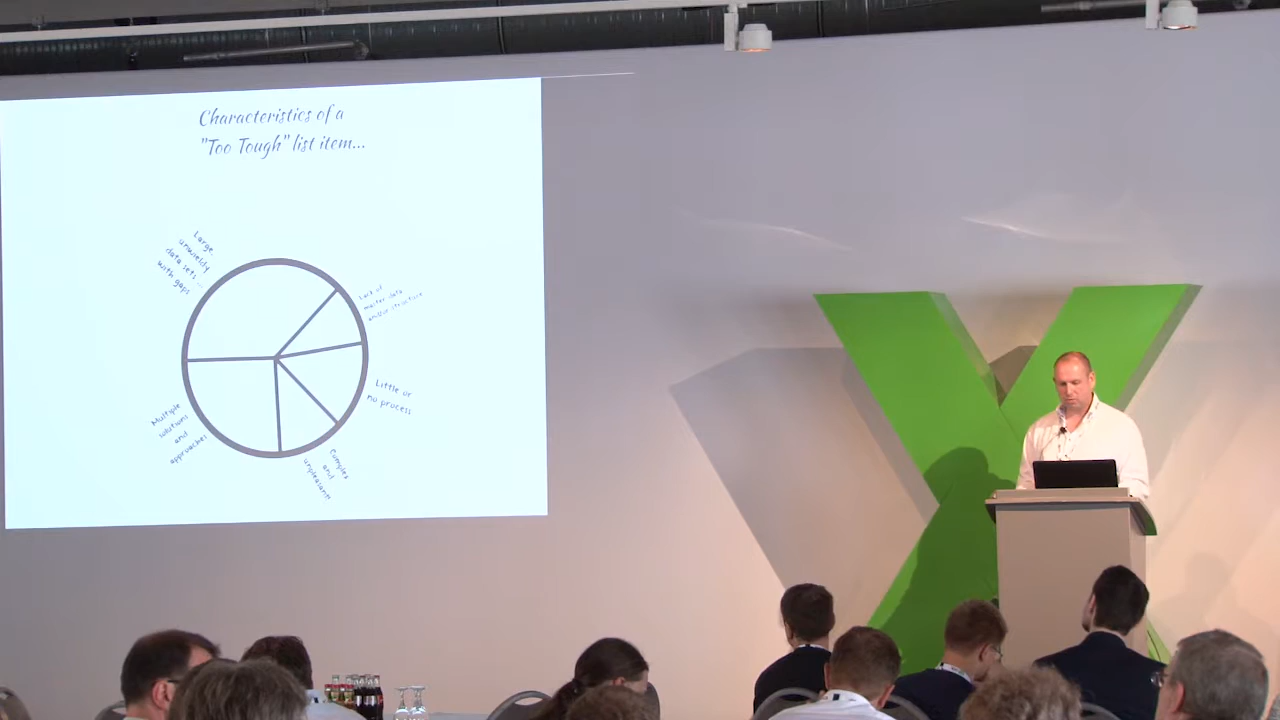 Characteristics of a
"Too Tough" list item...
Large,
unwieldy
data sets ...
with gaps
Lack of
master data
and/or structure
Little or
no process
Complex
and
unpleasant!
Multiple
solutions
and
approaches
Y